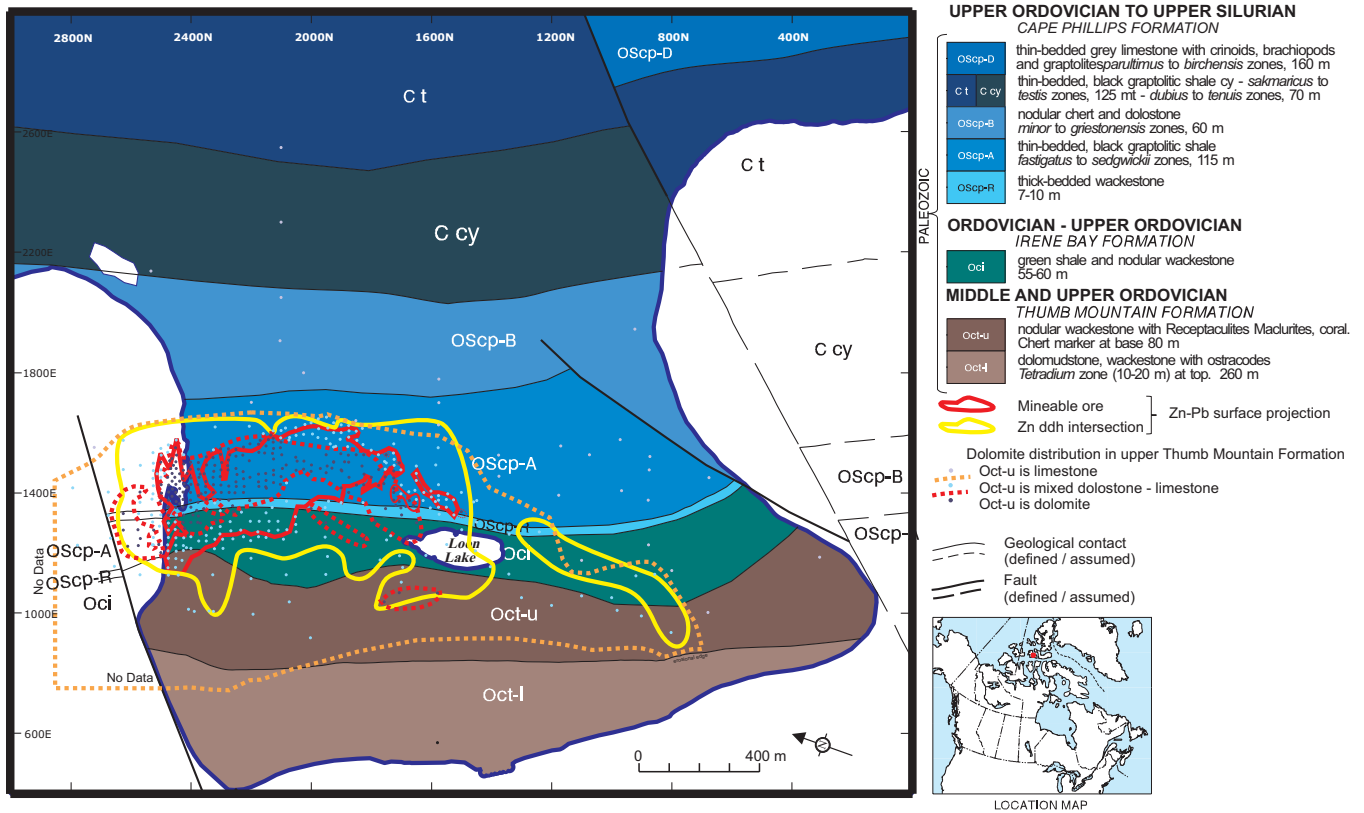 2800N 2400N 2000N 1600N 1200N 800N 400N
OScp-D
C t
2600E
C t
C cy
2200E
OScp-B
C cy
1800E
OScp-A
OScp-B
1400E
OScp-A
OScp-A
OScp-R
Loon
Lake
Oci
No Data
OScp-R
Oci
1000E
Oct-u
erosional edge
No Data
Oct-l
600E
0 400 m
N
UPPER ORDOVICIAN TO UPPER SILURIAN
CAPE PHILLIPS FORMATION
OScp-D thin-bedded grey limestone with crinoids, brachiopods
and graptolitesparultimus to birchensis zones, 160 m
C t C cy thin-bedded, black graptolitic shale cy - sakmaricus to
testis zones, 125 mt - dubius to tenuis zones, 70 m
OScp-B nodular chert and dolostone
minor to griestonensis zones, 60 m
OScp-A thin-bedded, black graptolitic shale
fastigatus to sedgwickii zones, 115 m
OScp-R thick-bedded wackestone
7-10 m
PALEOZOIC
ORDOVICIAN - UPPER ORDOVICIAN
IRENE BAY FORMATION
Oci green shale and nodular wackestone
55-60 m
MIDDLE AND UPPER ORDOVICIAN
THUMB MOUNTAIN FORMATION
Oct-u nodular wackestone with Receptaculites Maclurites, coral.
Chert marker at base 80 m
Oct-l dolomudstone, wackestone with ostracodes
Tetradium zone (10-20 m) at top. 260 m
Mineable ore
Zn-Pb surface projection
Zn ddh intersection
Dolomite distribution in upper Thumb Mountain Formation
Oct-u is limestone
Oct-u is mixed dolostone - limestone
Oct-u is dolomite
Geological contact
(defined / assumed)
Fault
(defined / assumed)
LOCATION MAP